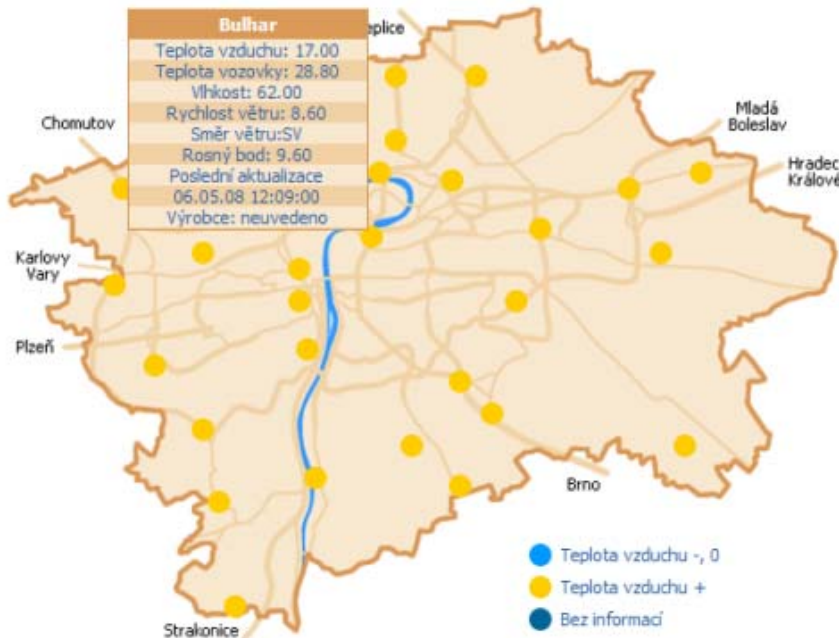 Bulhar
Teplota vzduchu: 17.00
Teplota vozovky: 28.80
Vlhkost: 62.00
Rychlost větru: 8.60
Směr větru:SV
Rosný bod: 9.60
Poslední aktualizace
06.05.08 12:09:00
Výrobce: neuvedeno
eplice
Chomutov
Mladá
Boleslav
Hradec
Králové
Karlovy
Vary
Plzeň
Brno
Strakonice
Teplota vzduchu -, 0
Teplota vzduchu +
Bez informací